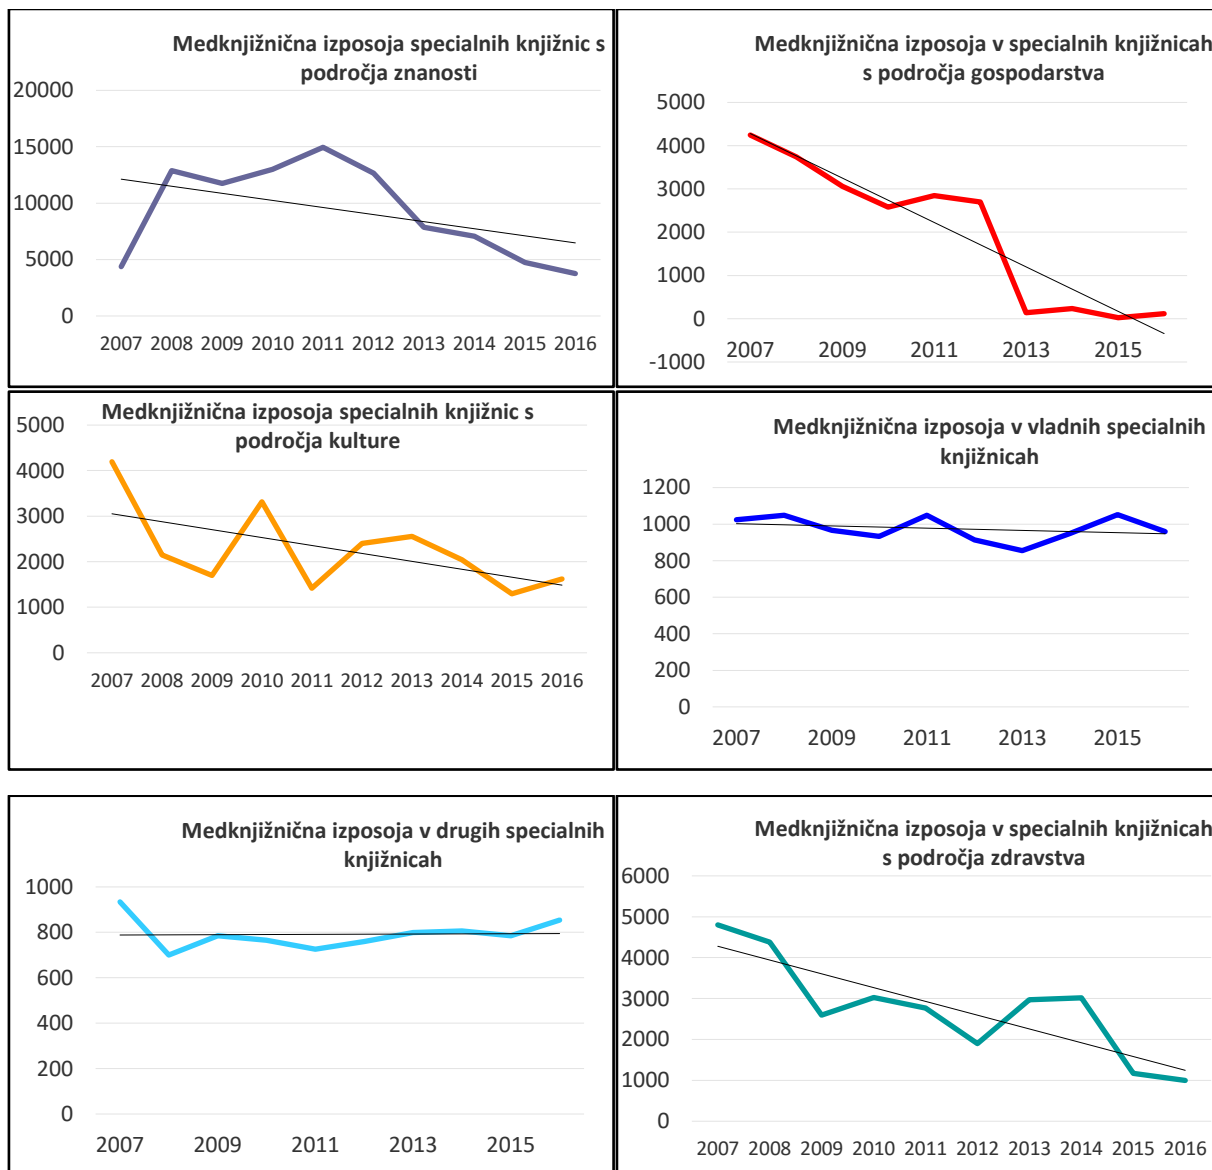 Medknjižnična izposoja specialnih knjižnic s
področja znanosti
20000
15000
10000
5000
0
2007 2008 2009 2010 2011 2012 2013 2014 2015 2016
Medknjižnična izposoja v specialnih knjižnicah
s področja gospodarstva
5000
4000
3000
2000
1000
0
-1000
2007 2009 2011 2013 2015
Medknjižnična izposoja specialnih knjižnic s
področja kulture
5000
4000
3000
2000
1000
0
2007 2008 2009 2010 2011 2012 2013 2014 2015 2016
Medknjižnična izposoja v vladnih specialnih
knjižnicah
1200
1000
800
600
400
200
0
2007 2009 2011 2013 2015
Medknjižnična izposoja v drugih specialnih
knjižnicah
1000
800
600
400
200
0
2007 2009 2011 2013 2015
Medknjižnična izposoja v specialnih knjižnicah
s področja zdravstva
6000
5000
4000
3000
2000
1000
0
2007 2008 2009 2010 2011 2012 2013 2014 2015 2016